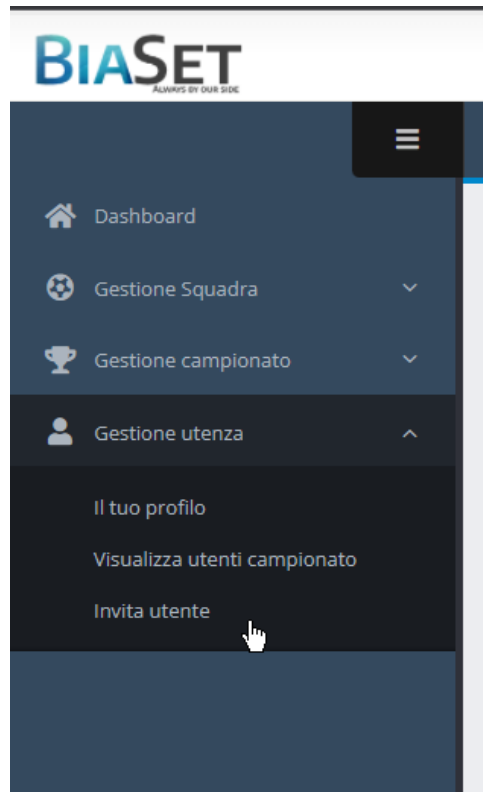 BIASET
ALWAYS BY OUR SIDE
Dashboard
Gestione Squadra
Gestione campionato
Gestione utenza
Il tuo profilo
Visualizza utenti campionato
Invita utente